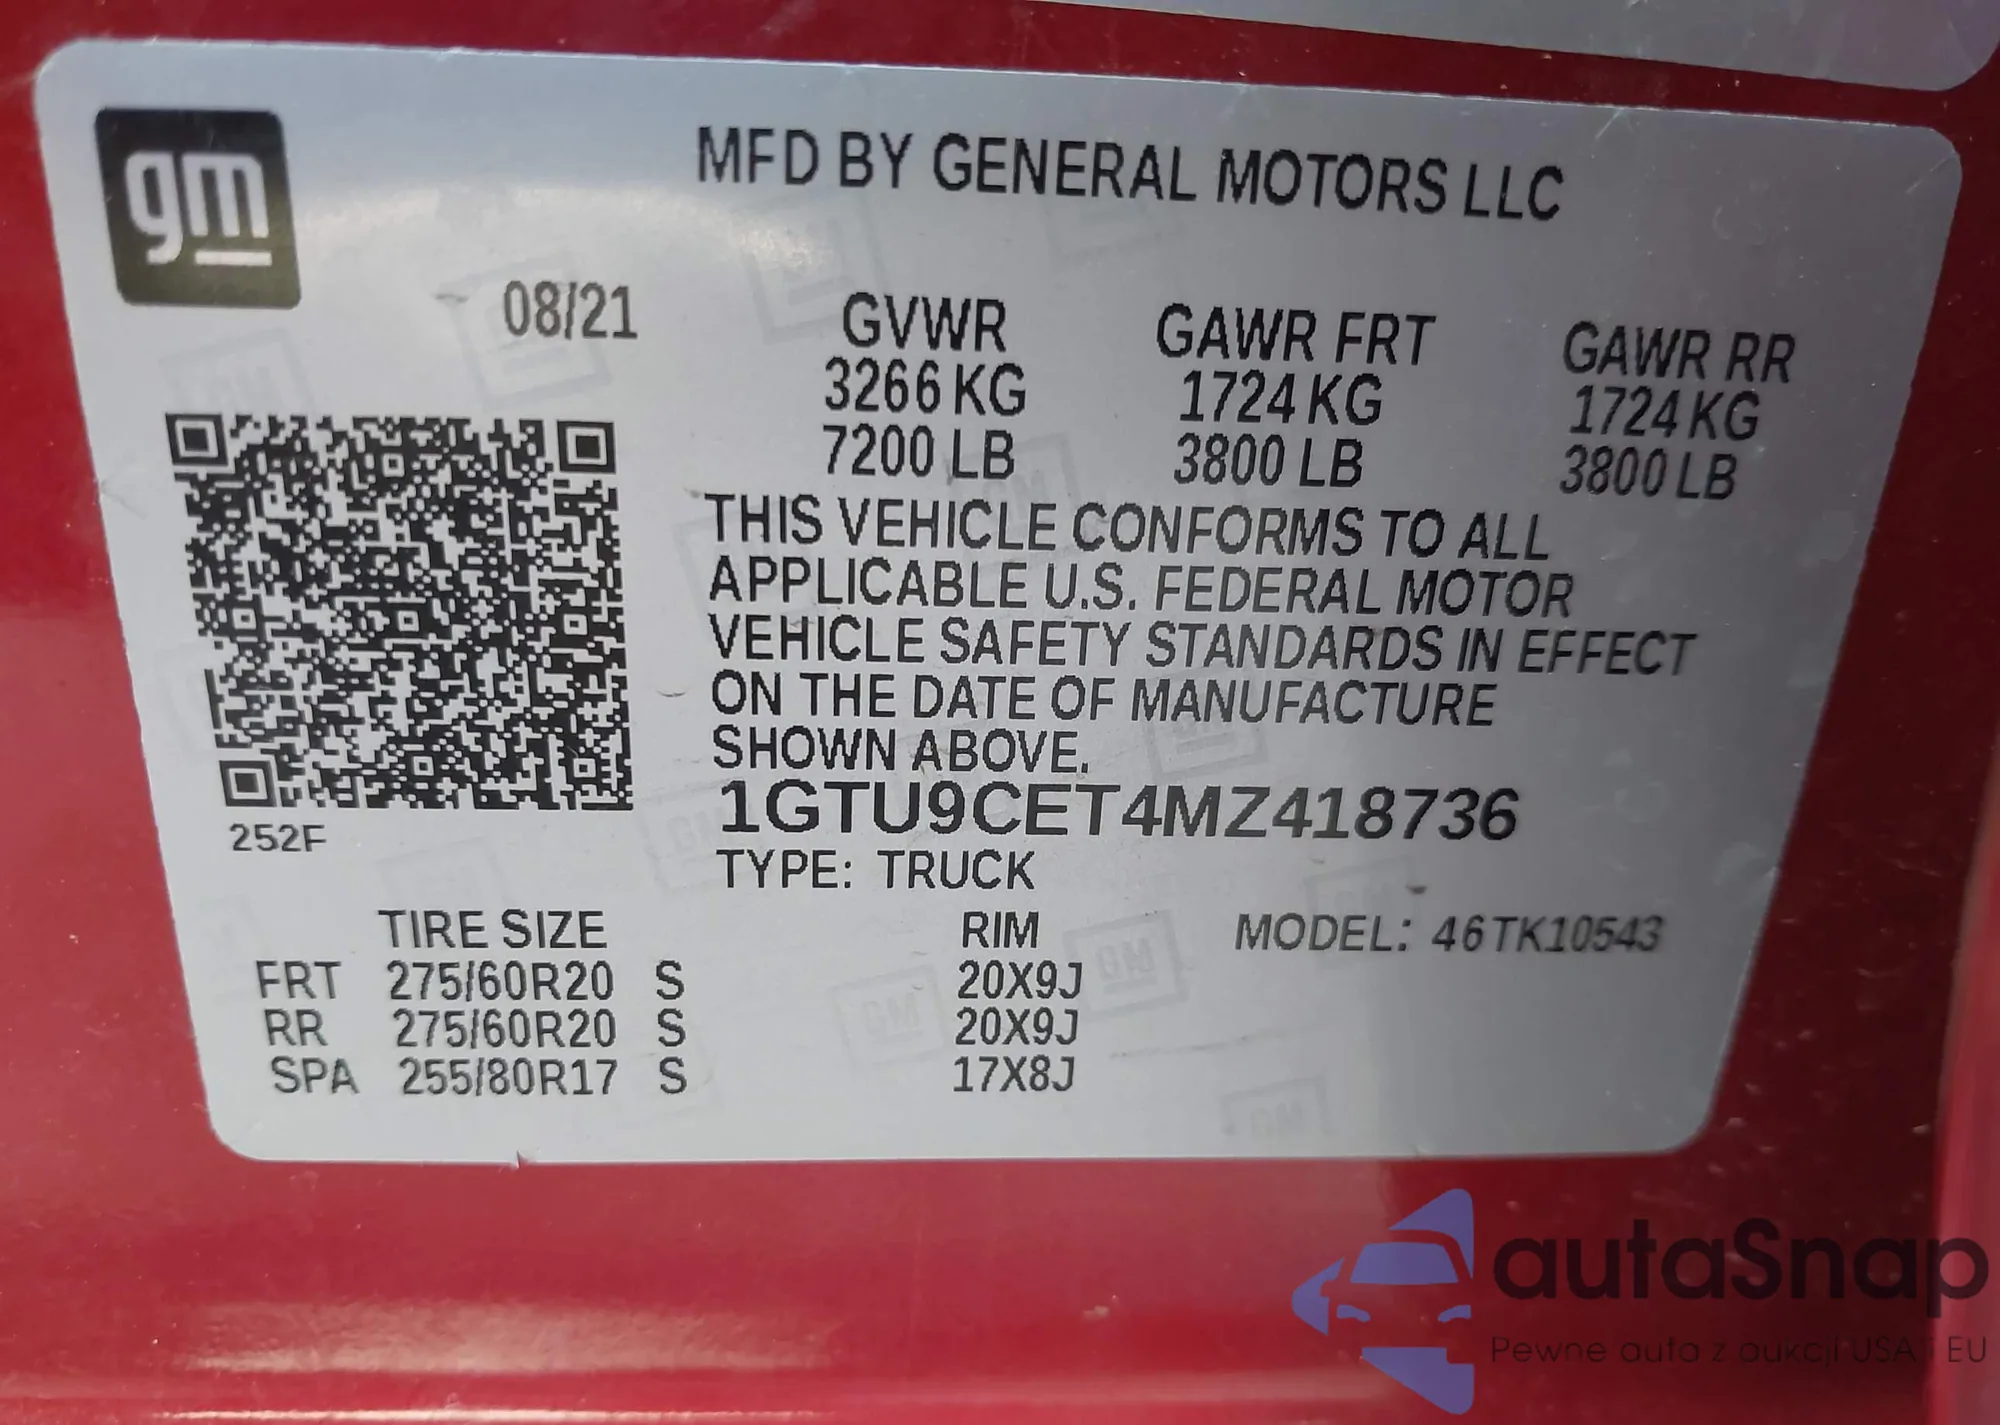 gm
MFD BY GENERAL MOTORS LLC
08/21
GVWR GAWR FRT GAWR RR
3266 KG 1724 KG 1724 KG
7200 LB 3800 LB 3800 LB
THIS VEHICLE CONFORMS TO ALL
APPLICABLE U.S. FEDERAL MOTOR
VEHICLE SAFETY STANDARDS IN EFFECT
ON THE DATE OF MANUFACTURE
SHOWN ABOVE.
1GTU9CET4MZ418736
252F
TYPE: TRUCK
TIRE SIZE RIM MODEL: 46TK10543
FRT 275/60R20 S 20X9J
RR 275/60R20 S 20X9J
SPA 255/80R17 S 17X8J
autaSnap
Pewne auta z aukcji USA i EU